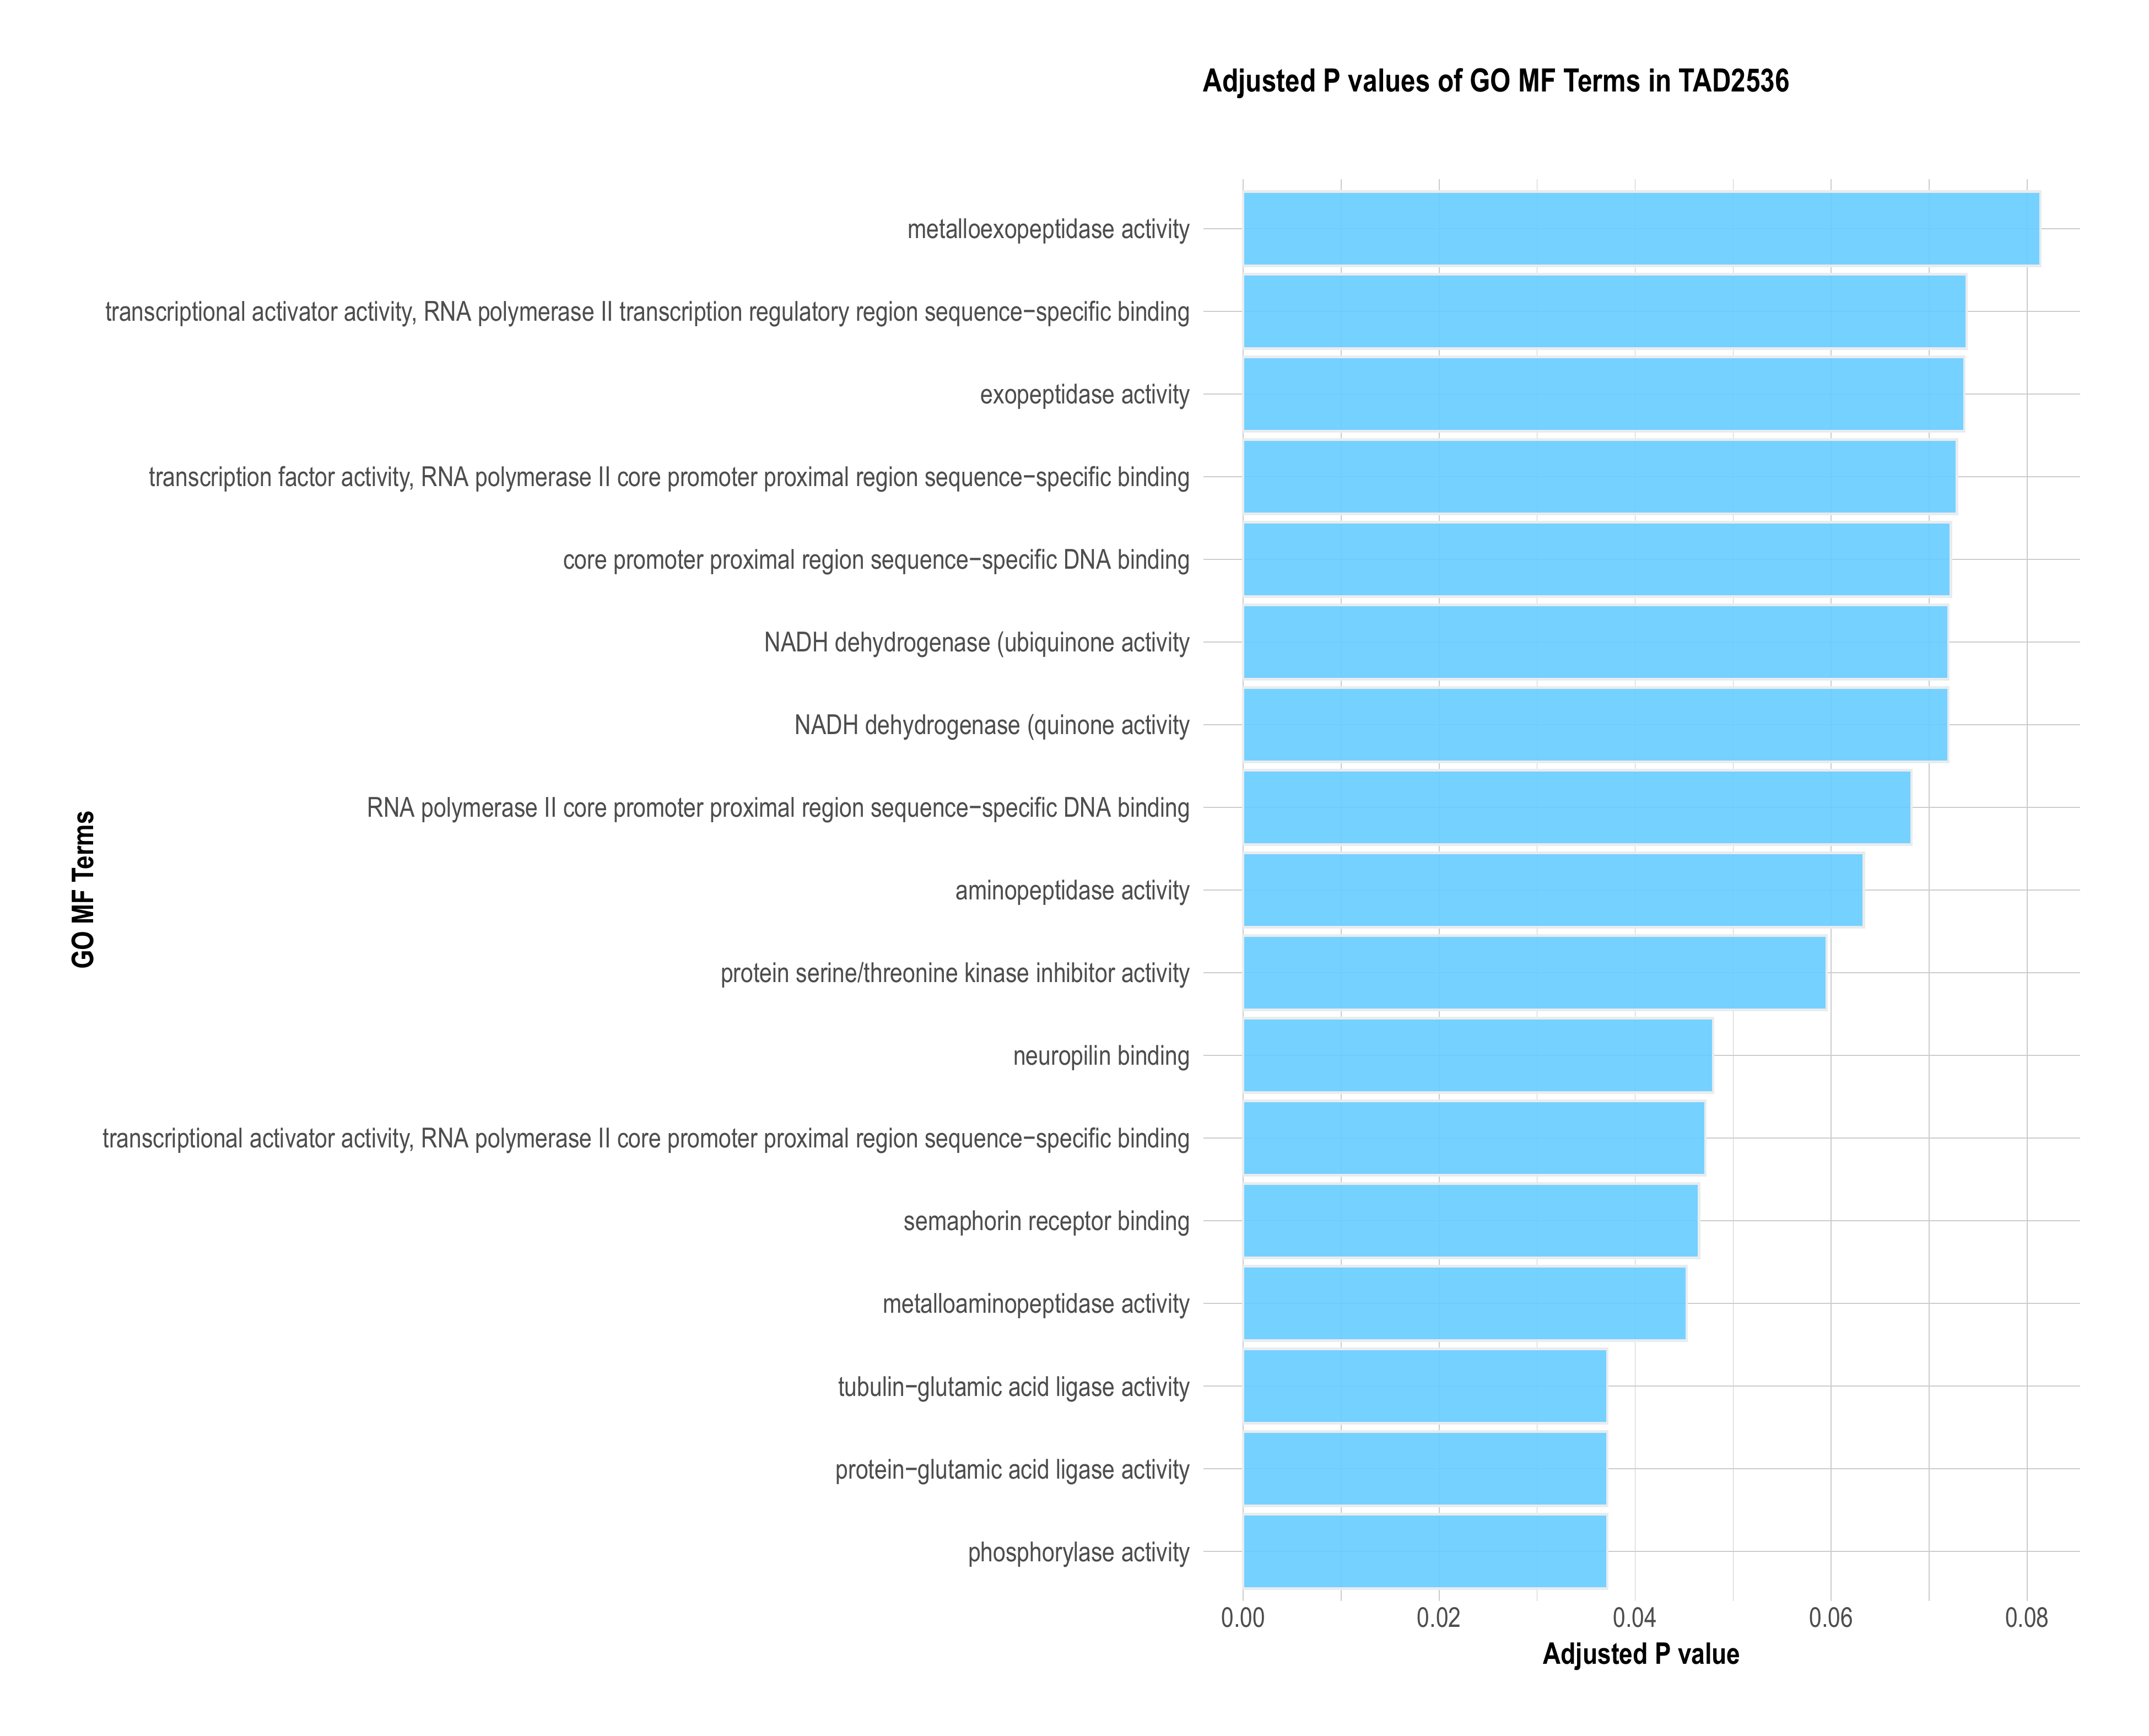 Adjusted P values of GO MF Terms in TAD2536
GO MF Terms
metalloexopeptidase activity
transcriptional activator activity, RNA polymerase II transcription regulatory region sequence−specific binding
exopeptidase activity
transcription factor activity, RNA polymerase II core promoter proximal region sequence−specific binding
core promoter proximal region sequence−specific DNA binding
NADH dehydrogenase (ubiquinone activity
NADH dehydrogenase (quinone activity
RNA polymerase II core promoter proximal region sequence−specific DNA binding
aminopeptidase activity
protein serine/threonine kinase inhibitor activity
neuropilin binding
transcriptional activator activity, RNA polymerase II core promoter proximal region sequence−specific binding
semaphorin receptor binding
metalloaminopeptidase activity
tubulin−glutamic acid ligase activity
protein−glutamic acid ligase activity
phosphorylase activity
0.00 0.02 0.04 0.06 0.08
Adjusted P value